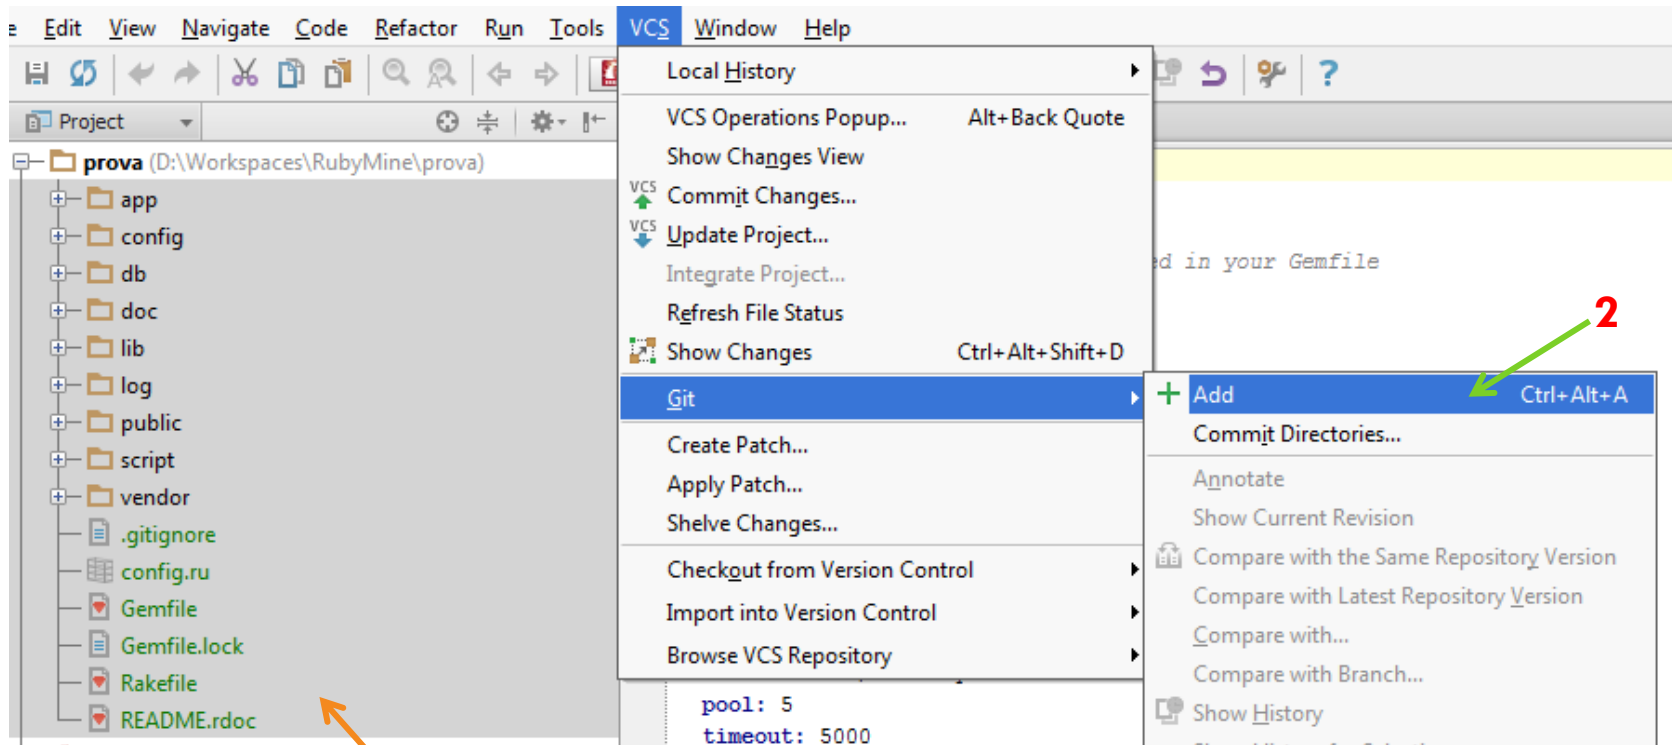 Edit View Navigate Code Refactor Run Tools VCS Window Help
Project
prova (D:\Workspaces\RubyMine\prova)
app
config
db
doc
lib
log
public
script
vendor
.gitignore
config.ru
Gemfile
Gemfile.lock
Rakefile
README.rdoc
Local History
VCS Operations Popup... Alt+Back Quote
Show Changes View
VCS Commit Changes...
VCS Update Project...
Integrate Project...
Refresh File Status
Show Changes Ctrl+Alt+Shift+D
Git
Create Patch...
Apply Patch...
Shelve Changes...
Checkout from Version Control
Import into Version Control
Browse VCS Repository
in your Gemfile
2
Add Ctrl+Alt+A
Commit Directories...
Annotate
Show Current Revision
Compare with the Same Repository Version
Compare with Latest Repository Version
Compare with...
Compare with Branch...
Show History
pool: 5
timeout: 5000